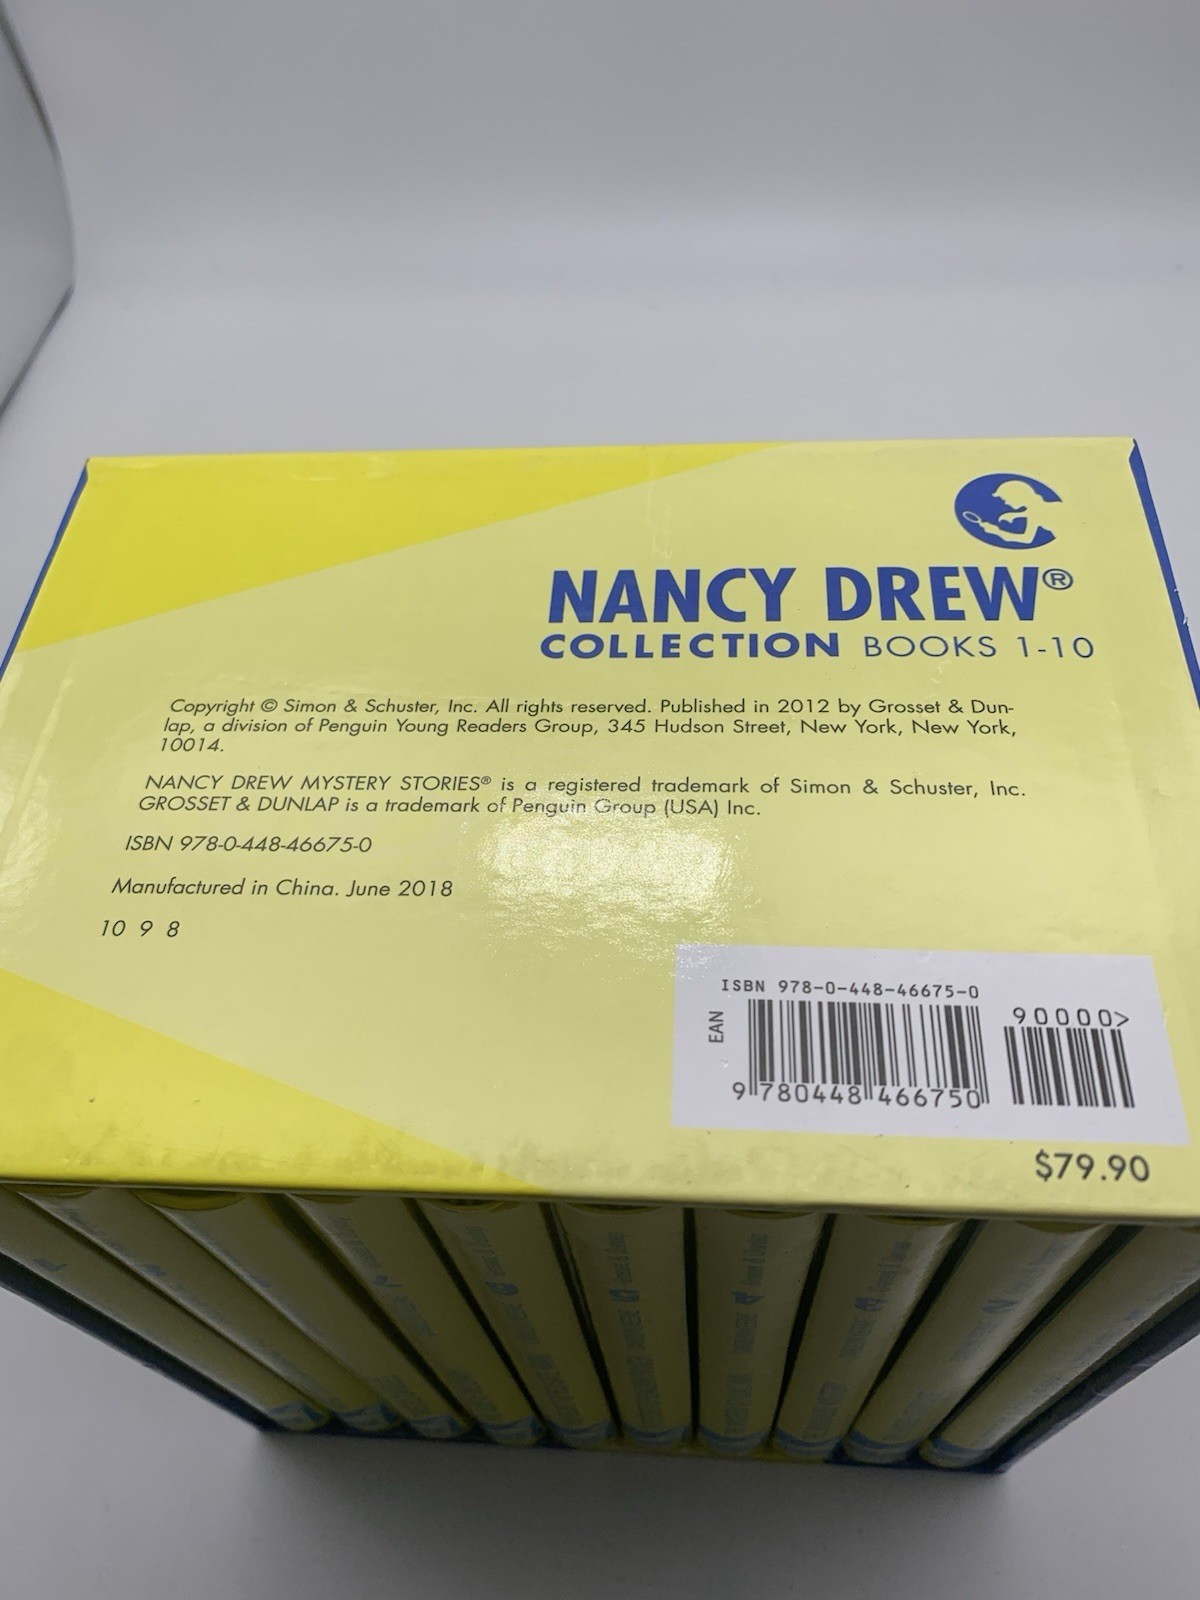 NANCY DREW®
COLLECTION BOOKS 1-10
Copyright © Simon & Schuster, Inc. All rights reserved. Published in 2012 by Grosset & Dun-
lap, a division of Penguin Young Readers Group, 345 Hudson Street, New York, New York,
10014.
NANCY DREW MYSTERY STORIES® is a registered trademark of Simon & Schuster, Inc.
GROSSET & DUNLAP is a trademark of Penguin Group (USA) Inc.
ISBN 978-0-448-46675-0
Manufactured in China. June 2018
10 9 8
ISBN 978-0-448-46675-0
90000>
EAN
9 780448 466750
$79.90